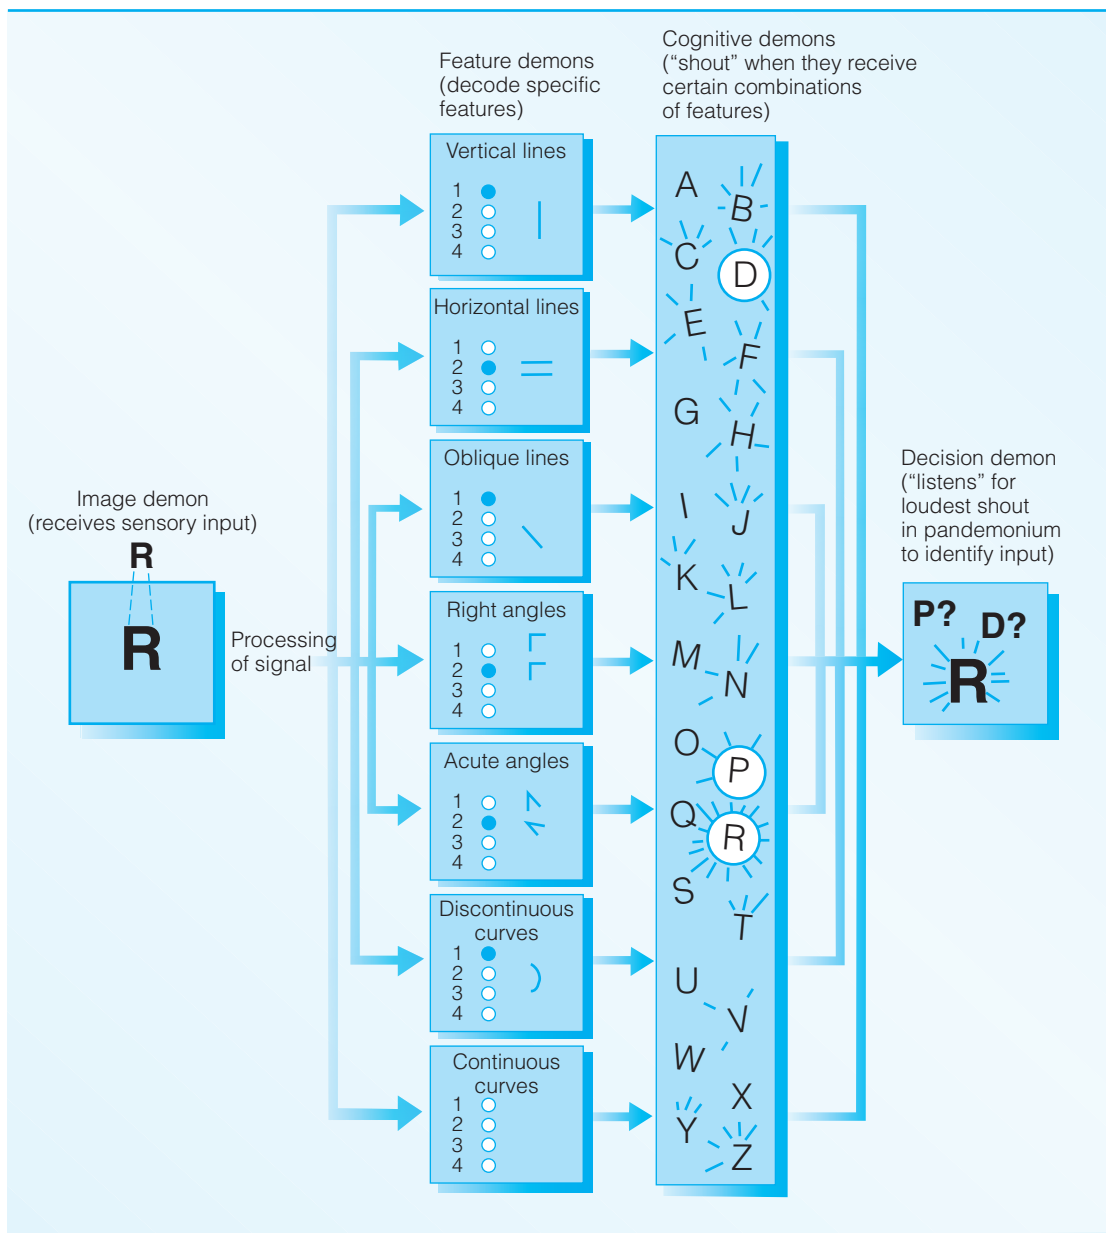 Cognitive demons
(“shout” when they receive
certain combinations
of features)
Feature demons
(decode specific
features)
Vertical lines
1
2
3
4
Horizontal lines
1
2
3
4
Oblique lines
1
2
3
4
Right angles
1
2
3
4
Acute angles
1
2
3
4
Discontinuous
curves
1
2
3
4
Continuous
curves
1
2
3
4
A
B
C
D
E
F
G
H
I
J
K
L
M
N
O
P
Q
R
S
T
U
V
W
X
Y
Z
Image demon
(receives sensory input)
R
R
Processing
of signal
Decision demon
(“listens” for
loudest shout
in pandemonium
to identify input)
P?
D?
R